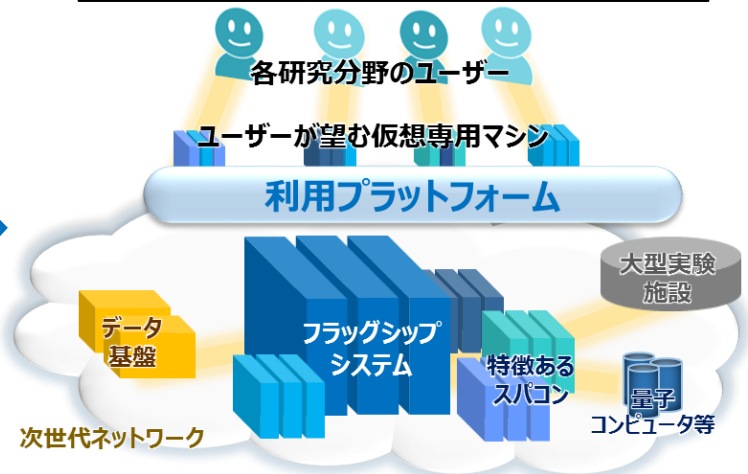 各研究分野のユーザー
ユーザーが望む仮想専用マシン
利用プラットフォーム
大型実験
施設
データ
基盤
フラッグシップ
システム
特徴ある
スパコン
量子
コンピュータ等
次世代ネットワーク